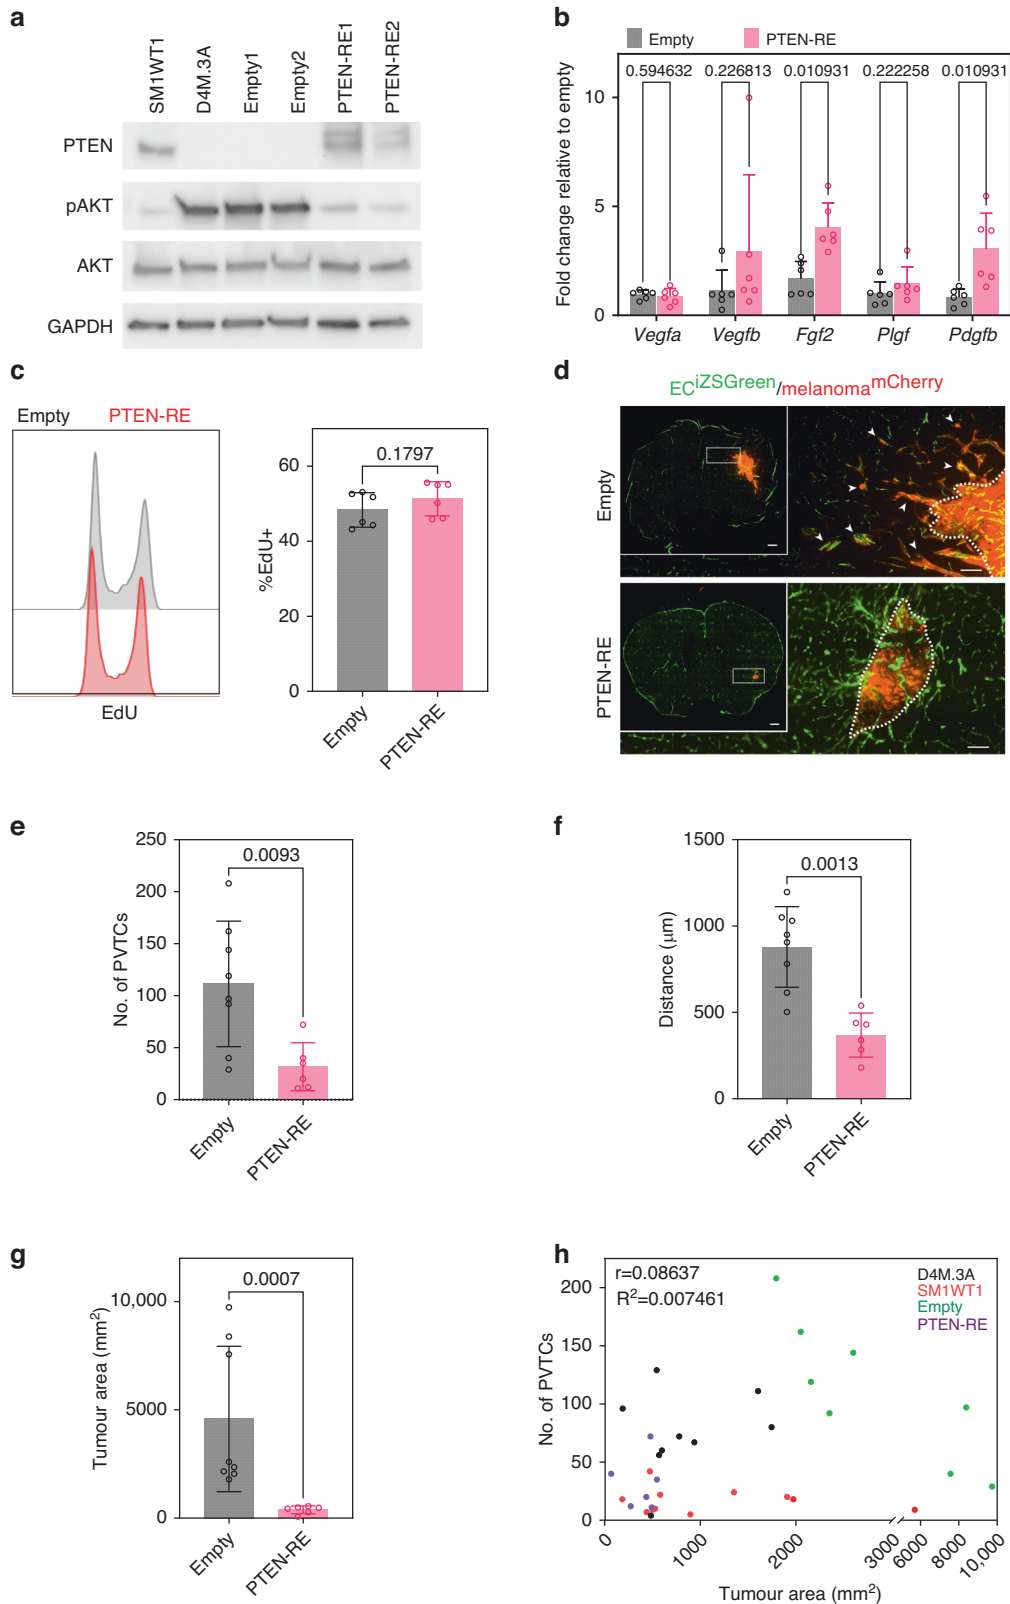 a
SM1WT1
D4M.3A
Empty1
Empty2
PTEN-RE1
PTEN-RE2
PTEN
pAKT
AKT
GAPDH
b
Empty
PTEN-RE
0.594632 0.226813 0.010931 0.222258 0.010931
Fold change relative to empty
10
5
0
Vegfa Vegfb Fgf2 Plgf Pdgfb
c
Empty PTEN-RE
EdU
0.1797
%EdU+
60
40
20
0
Empty
PTEN-RE
d
EC^iZSGreen/melanoma^mCherry
Empty
PTEN-RE
e
250
200
150
100
50
0
No. of PVTCs
0.0093
Empty
PTEN-RE
f
1500
1000
500
0
Distance (μm)
0.0013
Empty
PTEN-RE
g
0.0007
10,000
5000
0
Tumour area (mm²)
Empty
PTEN-RE
h
r=0.08637
R²=0.007461
D4M.3A
SM1WT1
Empty
PTEN-RE
200
150
100
50
0
No. of PVTCs
0 1000 2000 3000 6000 8000 10,000
Tumour area (mm²)